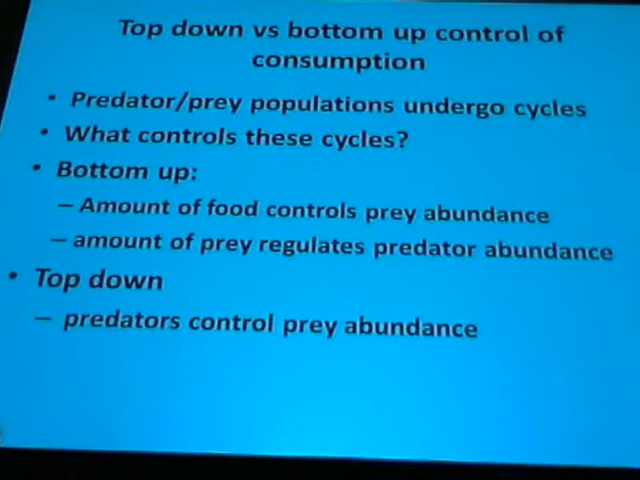 Top down vs bottom up control of
consumption
• Predator/prey populations undergo cycles
• What controls these cycles?
• Bottom up:
– Amount of food controls prey abundance
– amount of prey regulates predator abundance
• Top down
– predators control prey abundance